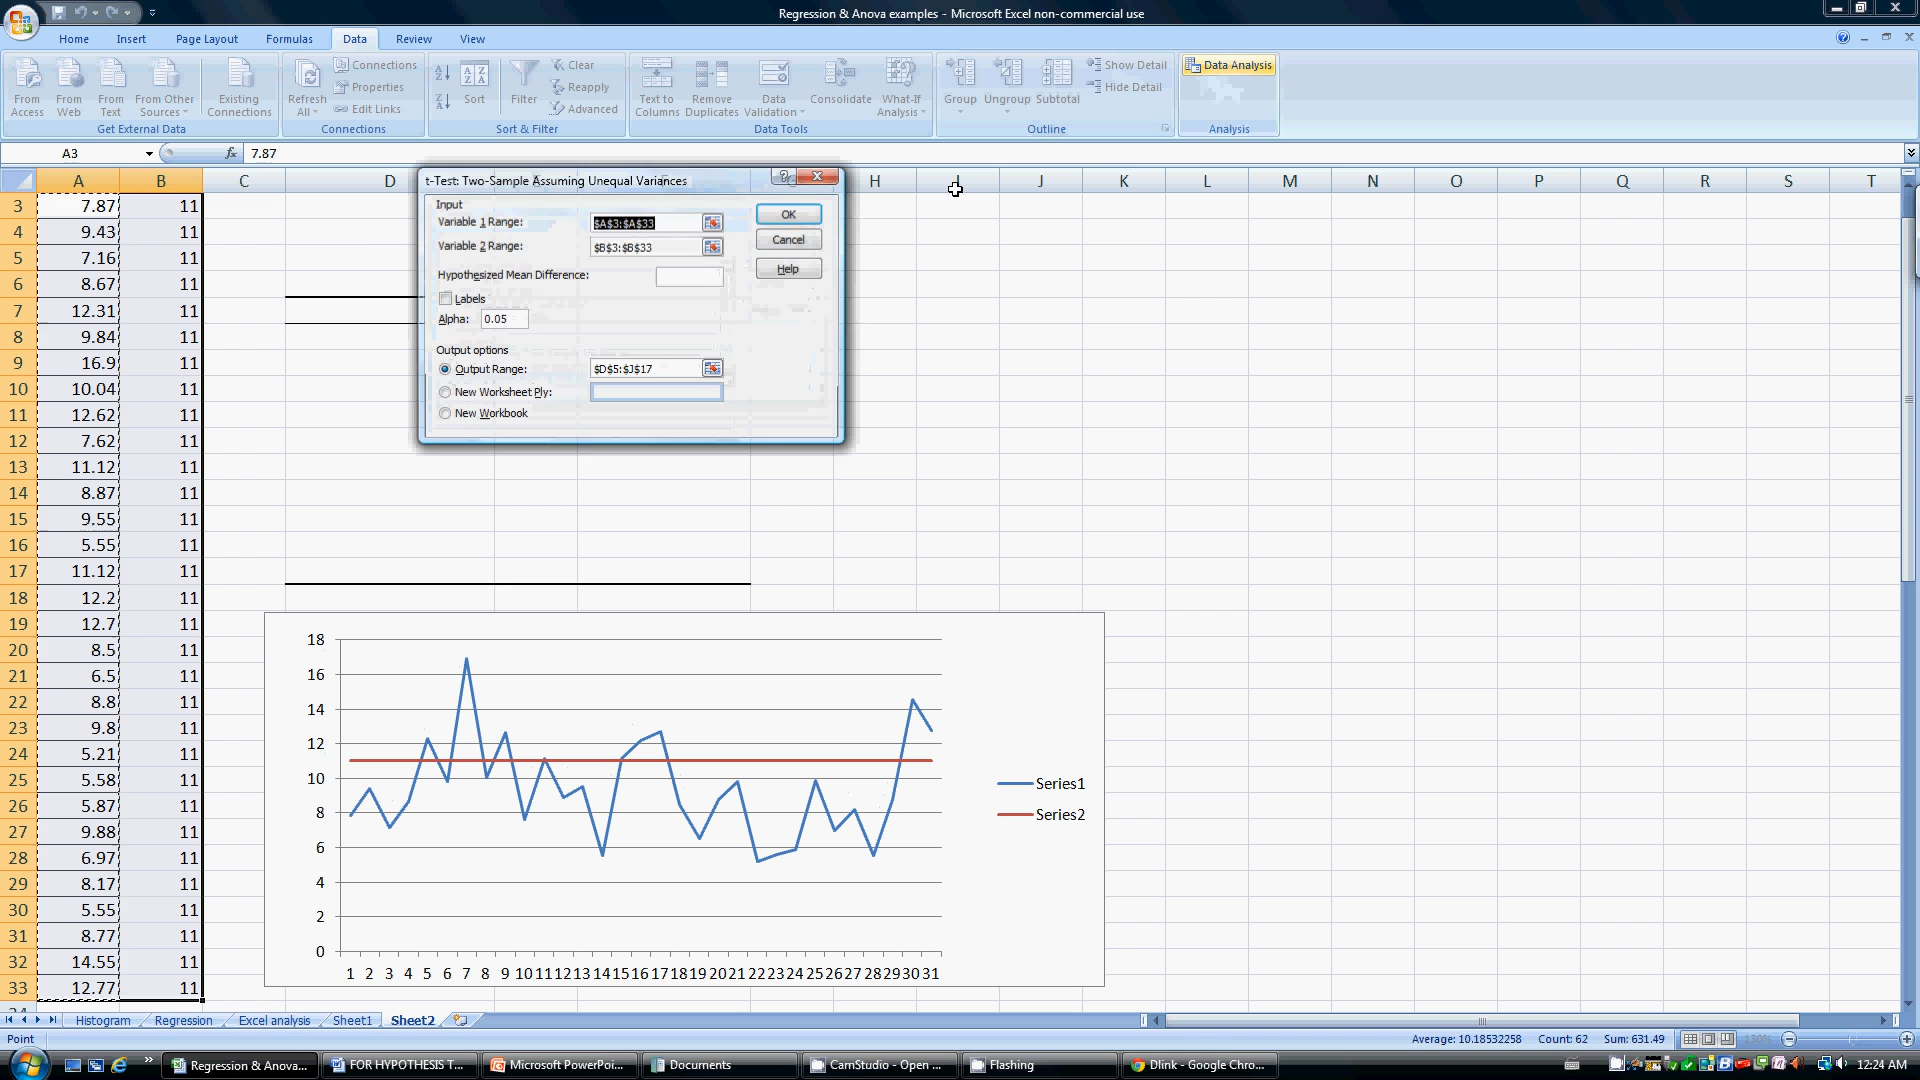 Regression & Anova examples - Microsoft Excel non-commercial use
Home Insert Page Layout Formulas Data Review View
From Access
From Web
From Text
From Other Sources
Existing Connections
Get External Data
Refresh All
Connections
Properties
Edit Links
Connections
Sort
Filter
Clear
Reapply
Advanced
Sort & Filter
Text to Columns
Remove Duplicates
Data Validation
Consolidate
What-If Analysis
Data Tools
Group
Ungroup
Subtotal
Show Detail
Hide Detail
Outline
Data Analysis
Analysis
A3 fx 7.87
A B C D H J K L M N O P Q R S T
3 7.87 11
4 9.43 11
5 7.16 11
6 8.67 11
7 12.31 11
8 9.84 11
9 16.9 11
10 10.04 11
11 12.62 11
12 7.62 11
13 11.12 11
14 8.87 11
15 9.55 11
16 5.55 11
17 11.12 11
18 12.2 11
19 12.7 11
20 8.5 11
21 6.5 11
22 8.8 11
23 9.8 11
24 5.21 11
25 5.58 11
26 5.87 11
27 9.88 11
28 6.97 11
29 8.17 11
30 5.55 11
31 8.77 11
32 14.55 11
33 12.77 11
t-Test: Two-Sample Assuming Unequal Variances
Input
Variable 1 Range: $A$3:$A$33
Variable 2 Range: $B$3:$B$33
Hypothesized Mean Difference:
Labels
Alpha: 0.05
Output options
Output Range: $D$5:$J$17
New Worksheet Ply:
New Workbook
OK
Cancel
Help
18
16
14
12
10
8
6
4
2
0
1 2 3 4 5 6 7 8 9 10 11 12 13 14 15 16 17 18 19 20 21 22 23 24 25 26 27 28 29 30 31
Series1
Series2
Histogram Regression Excel analysis Sheet1 Sheet2
Point Average: 10.18532258 Count: 62 Sum: 631.49 130%
Regression & Anova... FOR HYPOTHESIS T... Microsoft PowerPoi... Documents CamStudio - Open ... Flashing Dlink - Google Chro... 12:24 AM